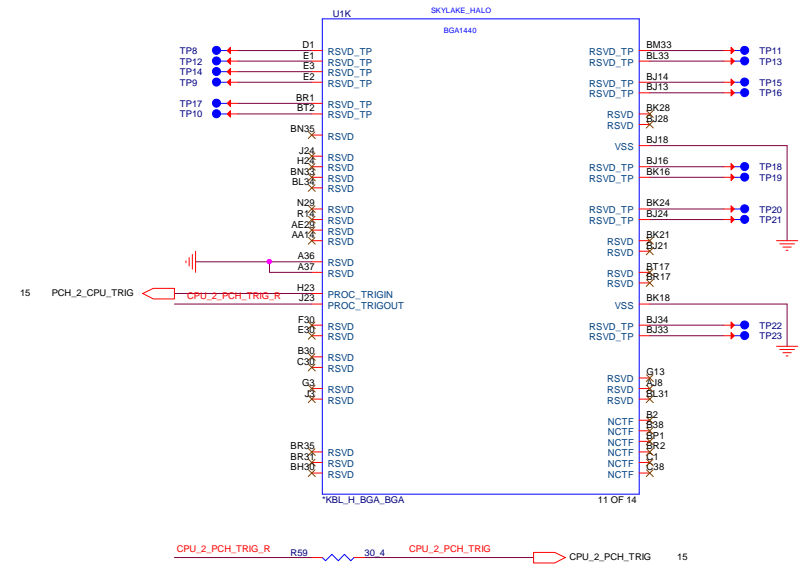 U1K
SKYLAKE_HALO
BGA1440
TP8 D1 RSVD_TP
TP12 E1 RSVD_TP
TP14 E3 RSVD_TP
TP9 E2 RSVD_TP
TP17 BR1 RSVD_TP
TP10 BT2 RSVD_TP
BN35 RSVD
J24 RSVD
H24 RSVD
BN33 RSVD
BL34 RSVD
N29 RSVD
R14 RSVD
AE29 RSVD
AA14 RSVD
A36 RSVD
A37 RSVD
15 PCH_2_CPU_TRIG H23 PROC_TRIGIN
CPU_2_PCH_TRIG_R J23 PROC_TRIGOUT
F30 RSVD
E30 RSVD
B30 RSVD
C30 RSVD
G3 RSVD
J3 RSVD
BR35 RSVD
BR31 RSVD
BH30 RSVD
RSVD_TP BM33 TP11
RSVD_TP BL33 TP13
RSVD_TP BJ14 TP15
RSVD_TP BJ13 TP16
RSVD BK28
RSVD BJ28
VSS BJ18
RSVD_TP BJ16 TP18
RSVD_TP BK16 TP19
RSVD_TP BK24 TP20
RSVD_TP BJ24 TP21
RSVD BK21
RSVD BJ21
RSVD BT17
RSVD BR17
VSS BK18
RSVD_TP BJ34 TP22
RSVD_TP BJ33 TP23
RSVD G13
RSVD AJ8
RSVD BL31
NCTF B2
NCTF B38
NCTF BP1
NCTF BR2
NCTF C1
NCTF C38
*KBL_H_BGA_BGA
11 OF 14
CPU_2_PCH_TRIG_R R59 30_4 CPU_2_PCH_TRIG CPU_2_PCH_TRIG 15